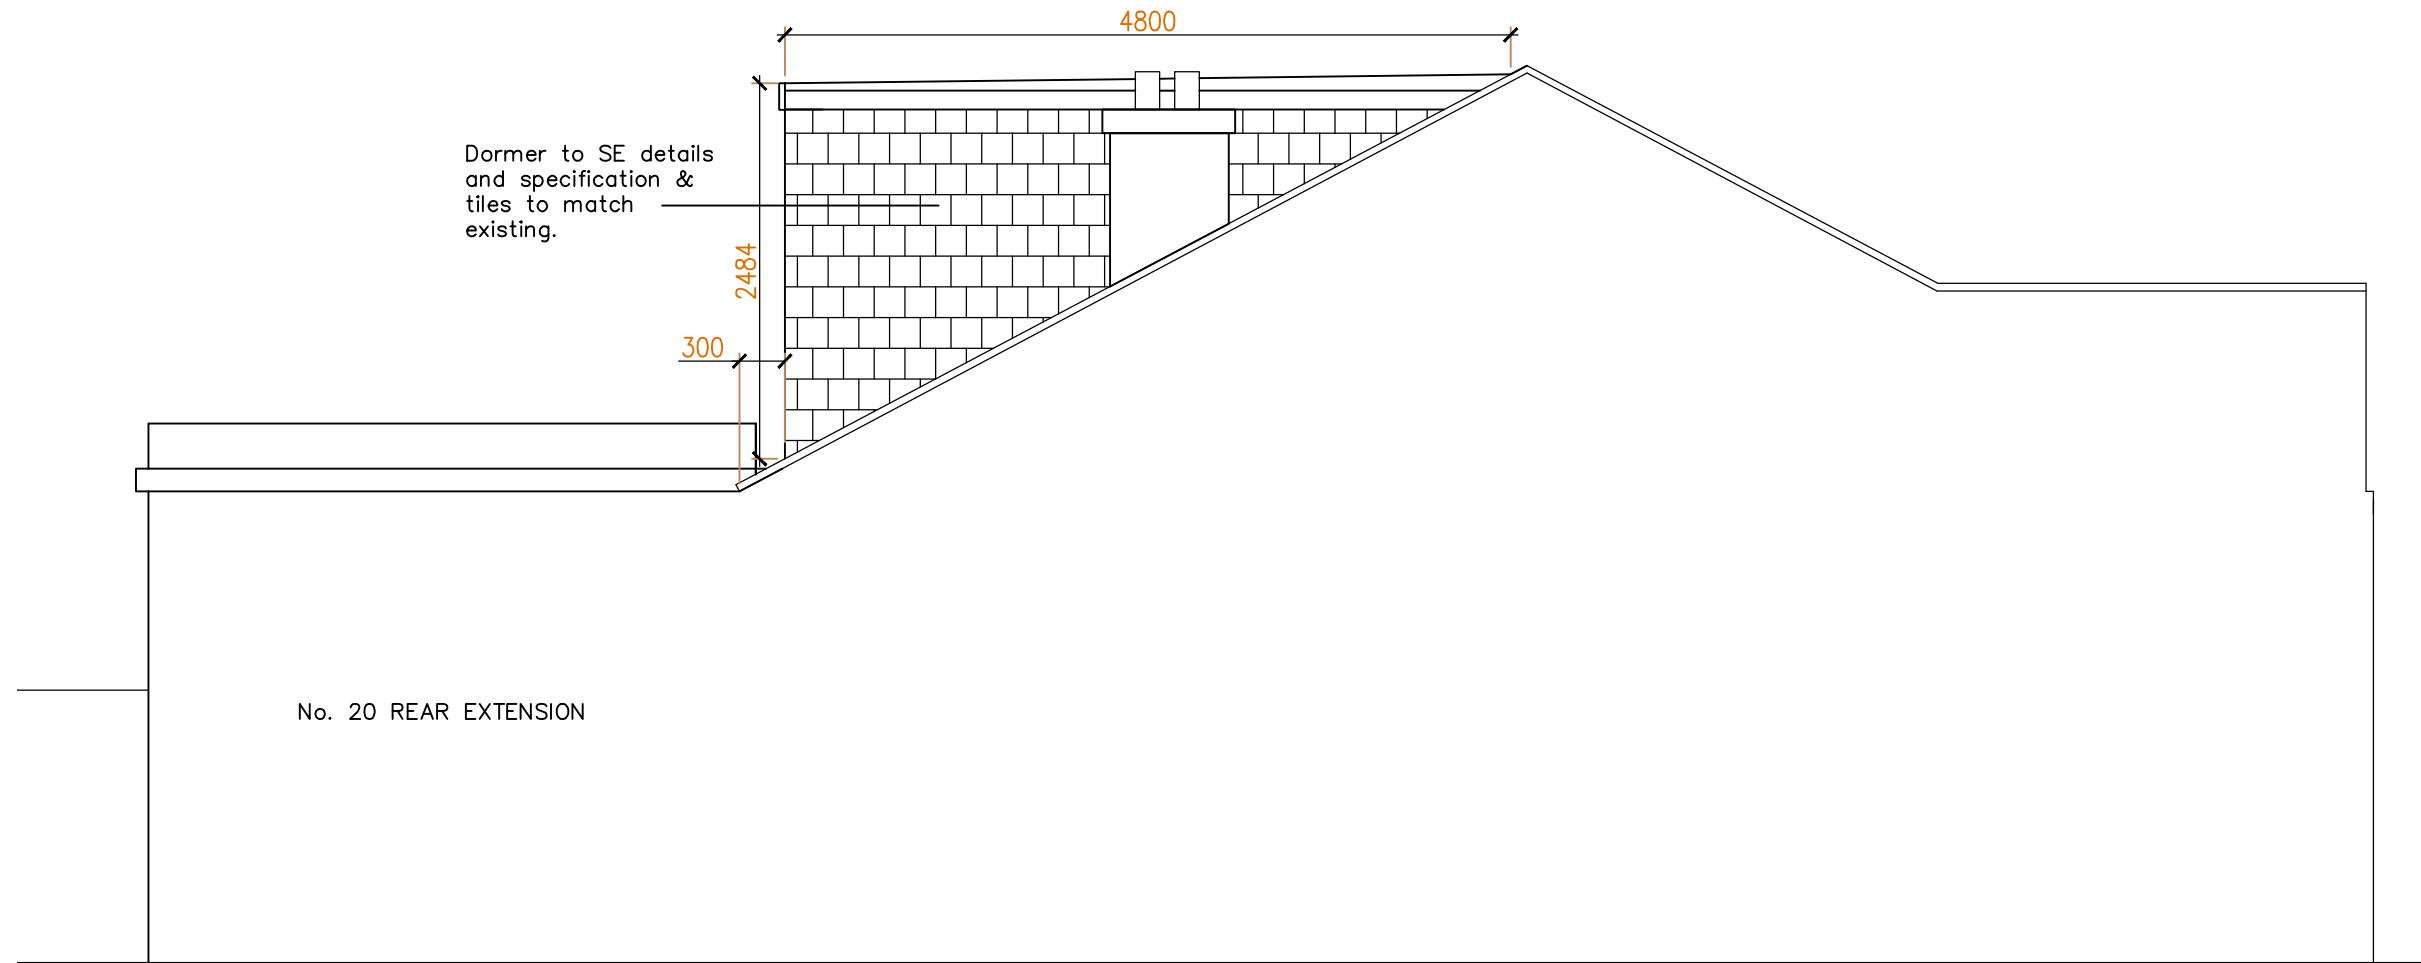 4800
Dormer to SE details
and specification &
tiles to match
existing.
2484
300
No. 20 REAR EXTENSION